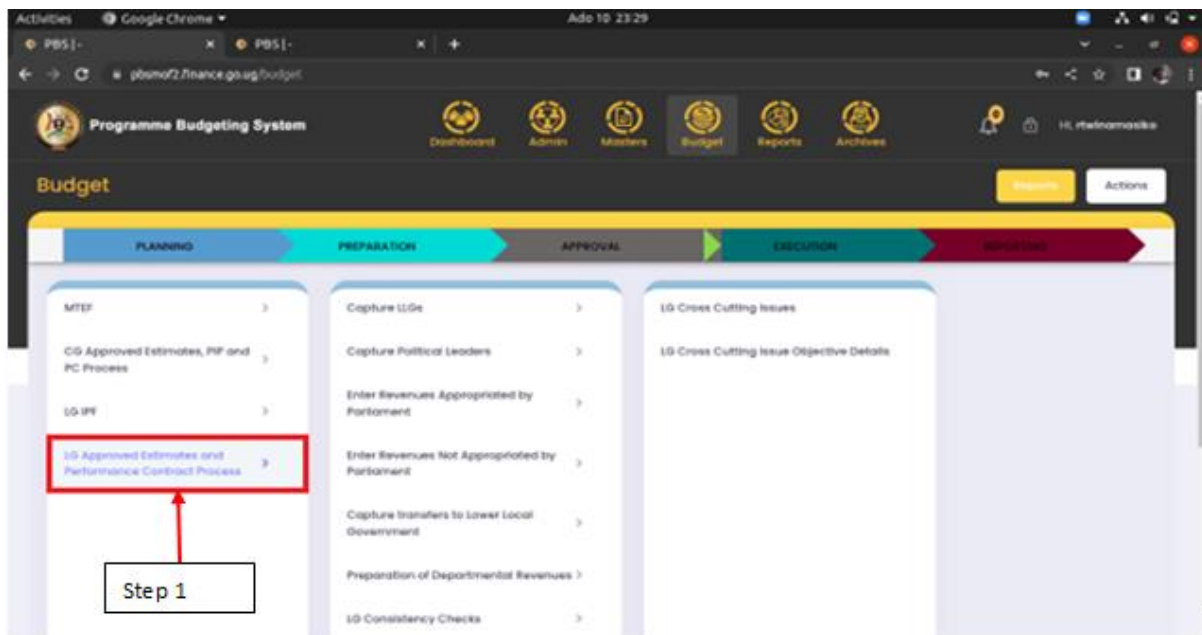 Activities Google Chrome Ado 10 23:29
PBS | - PBS | -
pbsmof2.finance.go.ug/budget
Programme Budgeting System
Dashboard Admin Masters Budget Reports Archives
Hi, rtwinamasiko
Budget
Reports Actions
PLANNING PREPARATION APPROVAL EXECUTION REPORTING
MTEF
CG Approved Estimates, PIP and
PC Process
LG IPF
LG Approved Estimates and
Performance Contract Process
Step 1
Capture LLGs
Capture Political Leaders
Enter Revenues Appropriated by
Parliament
Enter Revenues Not Appropriated by
Parliament
Capture transfers to Lower Local
Government
Preparation of Departmental Revenues
LG Consistency Checks
LG Cross Cutting Issues
LG Cross Cutting Issue Objective Details